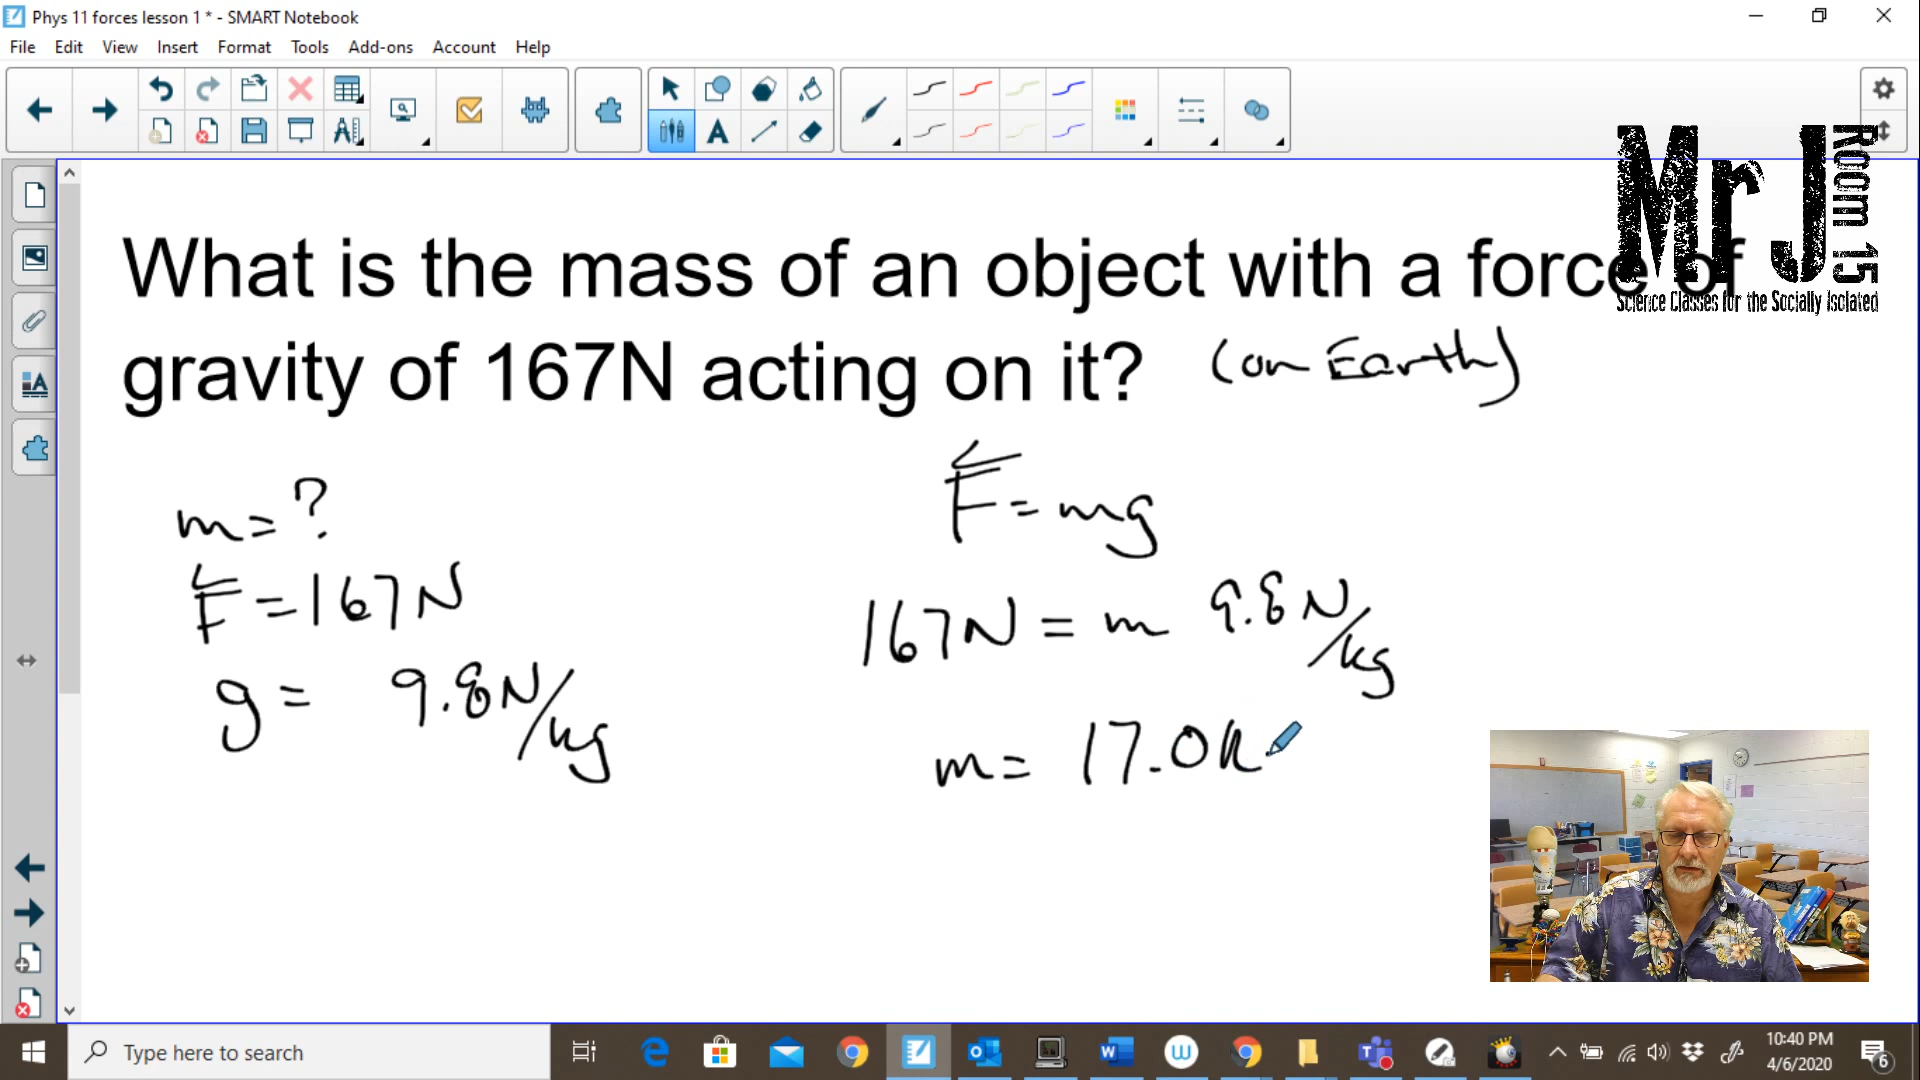 Phys 11 forces lesson 1 * - SMART Notebook
File Edit View Insert Format Tools Add-ons Account Help
Mr J
Room 15
Science Classes for the Socially Isolated
What is the mass of an object with a force of
gravity of 167N acting on it? (on Earth)
m = ?
F = 167N
g = 9.8N/kg
F = mg
167N = m 9.8N/kg
m = 17.0k
Type here to search
10:40 PM
4/6/2020
6